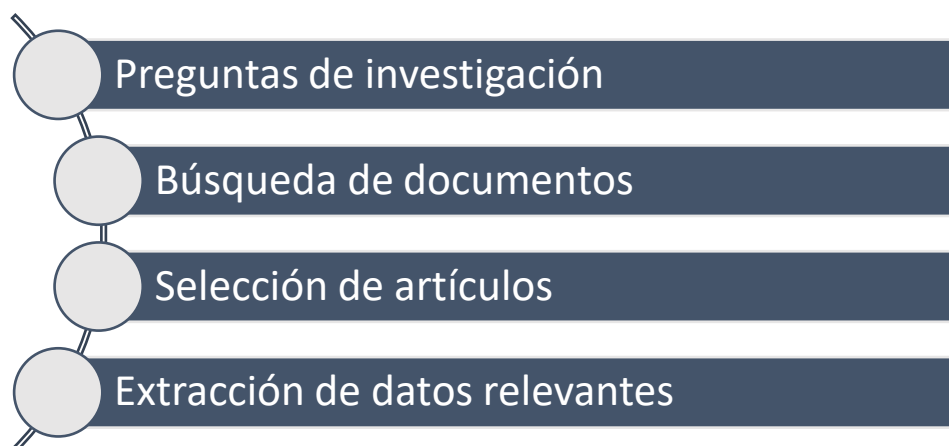 Preguntas de investigación
Búsqueda de documentos
Selección de artículos
Extracción de datos relevantes